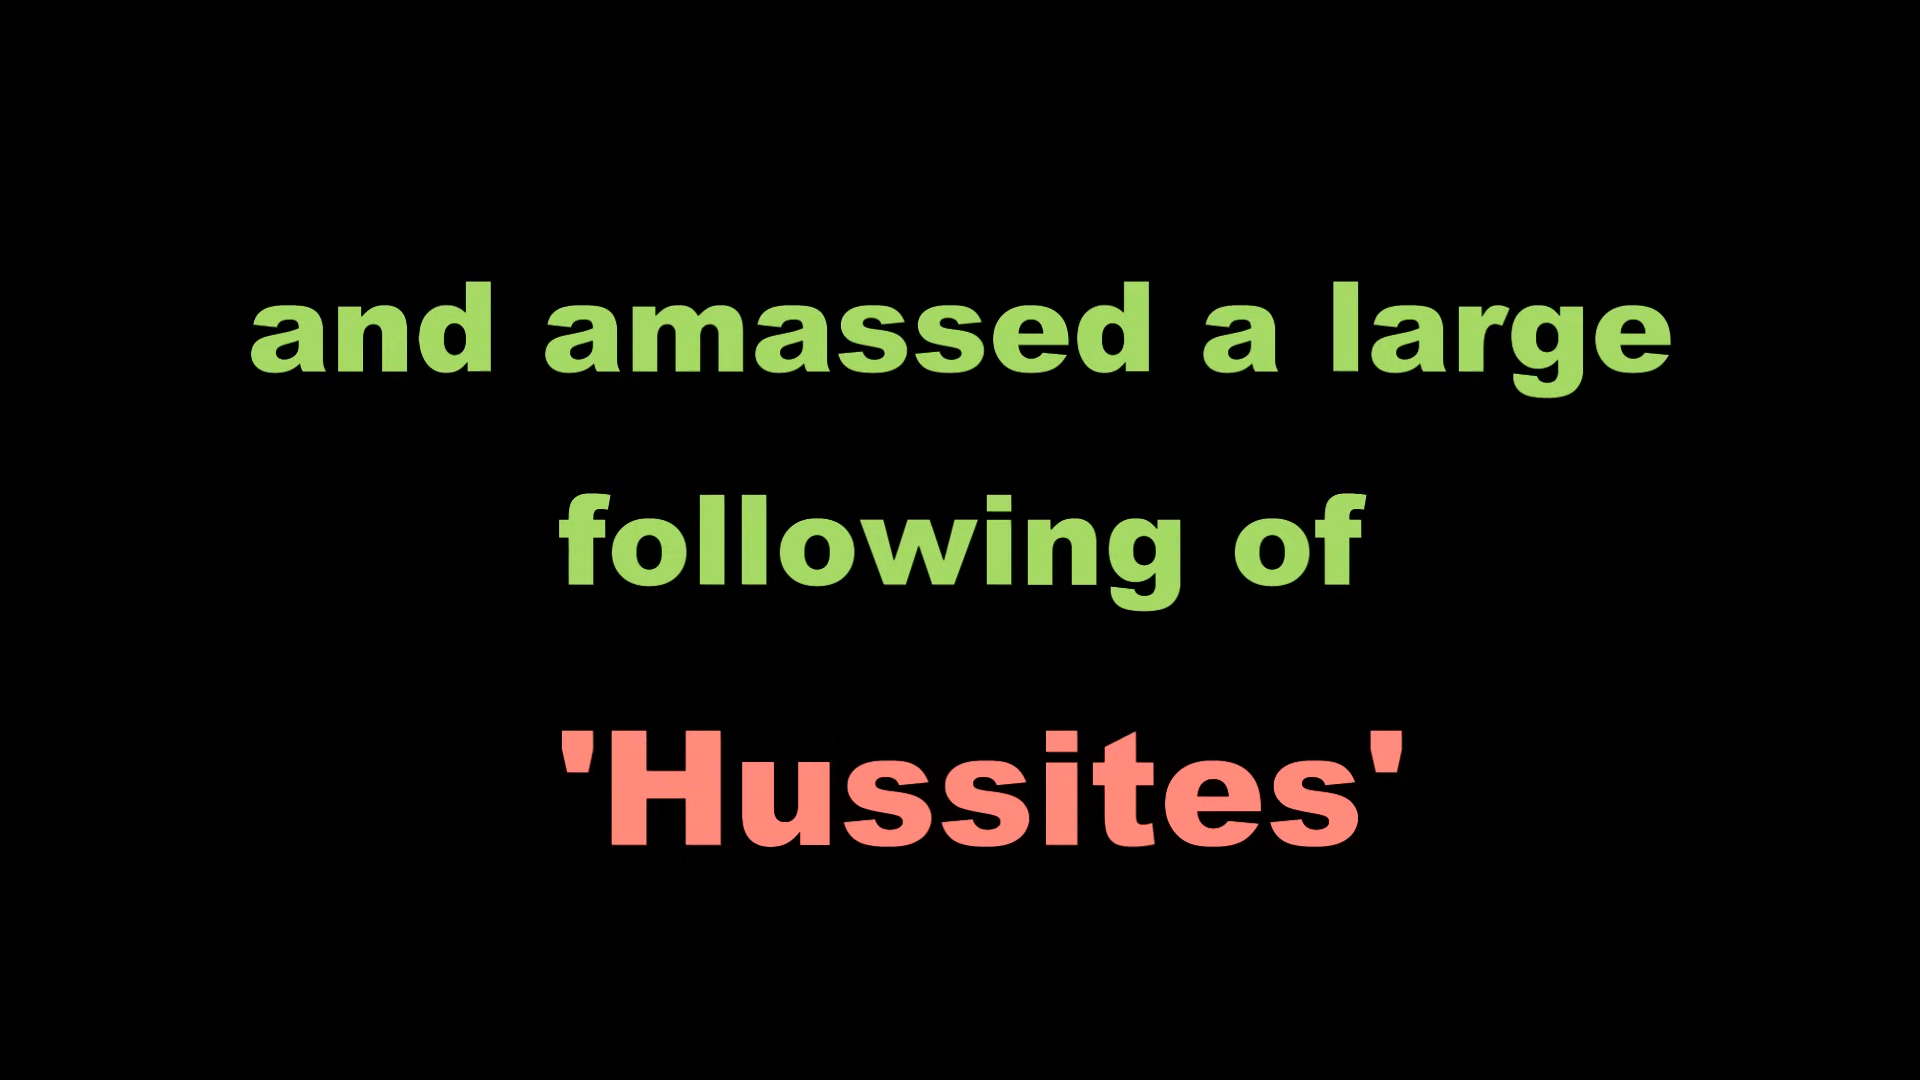 and amassed a large
following of
'Hussites'